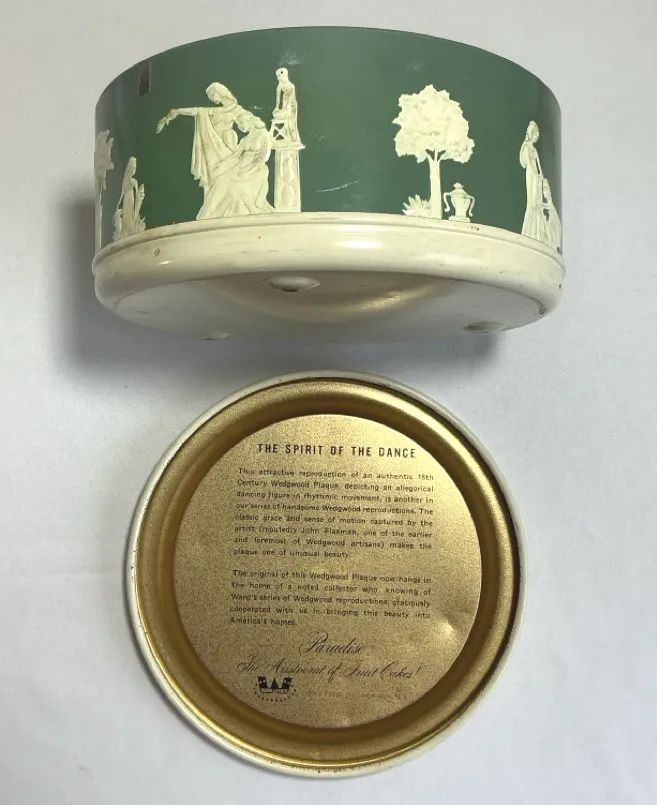 THE SPIRIT OF THE DANCE
This attractive reproduction of an authentic 18th
Century Wedgwood Plaque, depicting an allegorical
dancing figure in rhythmic movement, is another in
our series of handsome Wedgwood reproductions. The
classic grace and sense of motion captured by the
artist (reputedly John Flaxman, one of the earlier
and foremost of Wedgwood artisans) makes the
plaque one of unusual beauty.
The original of this Wedgwood Plaque now hangs in
the home of a noted collector who, knowing of
Ward's series of Wedgwood reproductions, graciously
cooperated with us in bringing this beauty into
America's homes.
Paradise
The Aristocrat of Fruit Cakes!